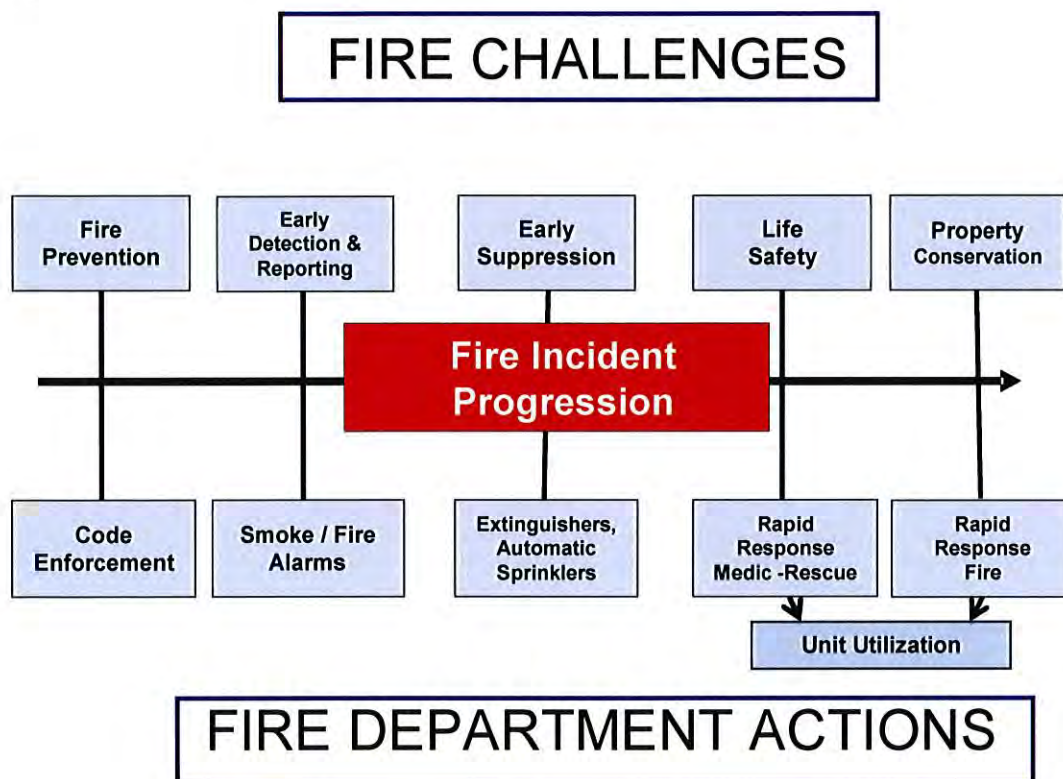 FIRE CHALLENGES
Fire
Prevention
Early
Detection &
Reporting
Early
Suppression
Life
Safety
Property
Conservation
Fire Incident
Progression
Code
Enforcement
Smoke / Fire
Alarms
Extinguishers,
Automatic
Sprinklers
Rapid
Response
Medic -Rescue
Rapid
Response
Fire
Unit Utilization
FIRE DEPARTMENT ACTIONS